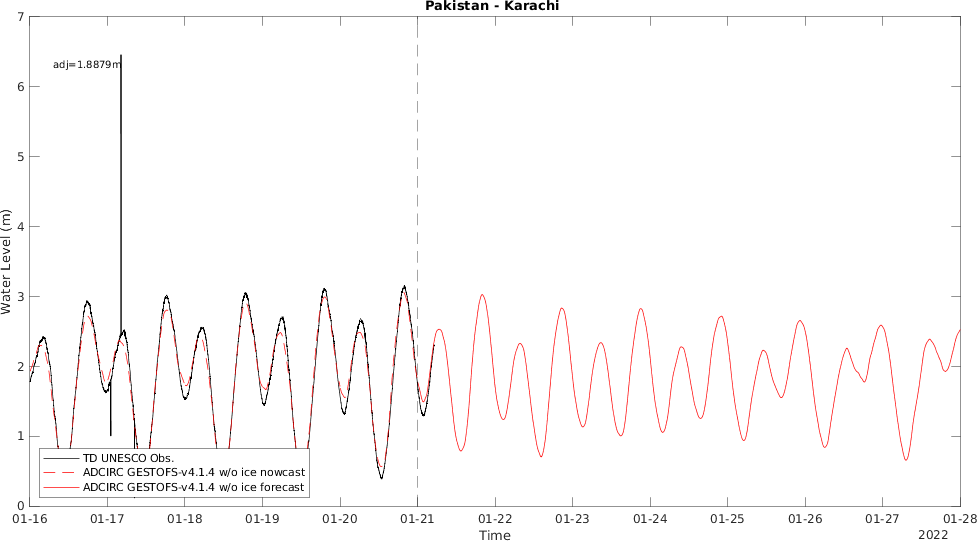 Pakistan - Karachi
7
6
5
4
3
2
1
0
Water Level (m)
adj=1.8879m
TD UNESCO Obs.
ADCIRC GESTOFS-v4.1.4 w/o ice nowcast
ADCIRC GESTOFS-v4.1.4 w/o ice forecast
01-16 01-17 01-18 01-19 01-20 01-21 01-22 01-23 01-24 01-25 01-26 01-27 01-28
Time
2022